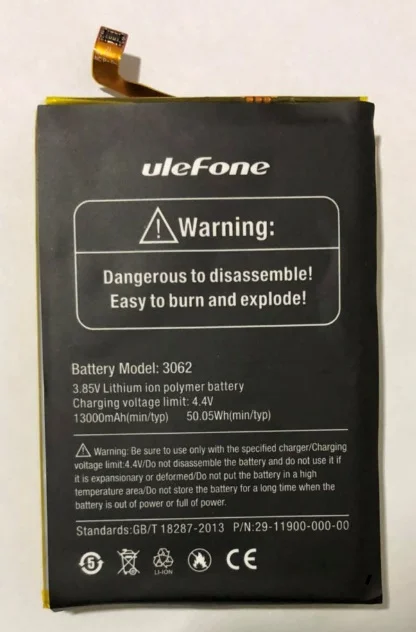 uleFone
Warning:
Dangerous to disassemble!
Easy to burn and explode!
Battery Model: 3062
3.85V Lithium ion polymer battery
Charging voltage limit: 4.4V
13000mAh(min/typ) 50.05Wh(min/typ)
Warning: Be sure to use only with the specified charger/Charging
voltage limit:4.4V/Do not disassemble the battery and do not use it if
it is expansionary or deformed/Do not put the battery in a high
temperature area/Do not store the battery for a long time when the
battery is out of power or full of power.
Standards:GB/T 18287-2013 P/N:29-11900-000-00
5 LI-ION CE